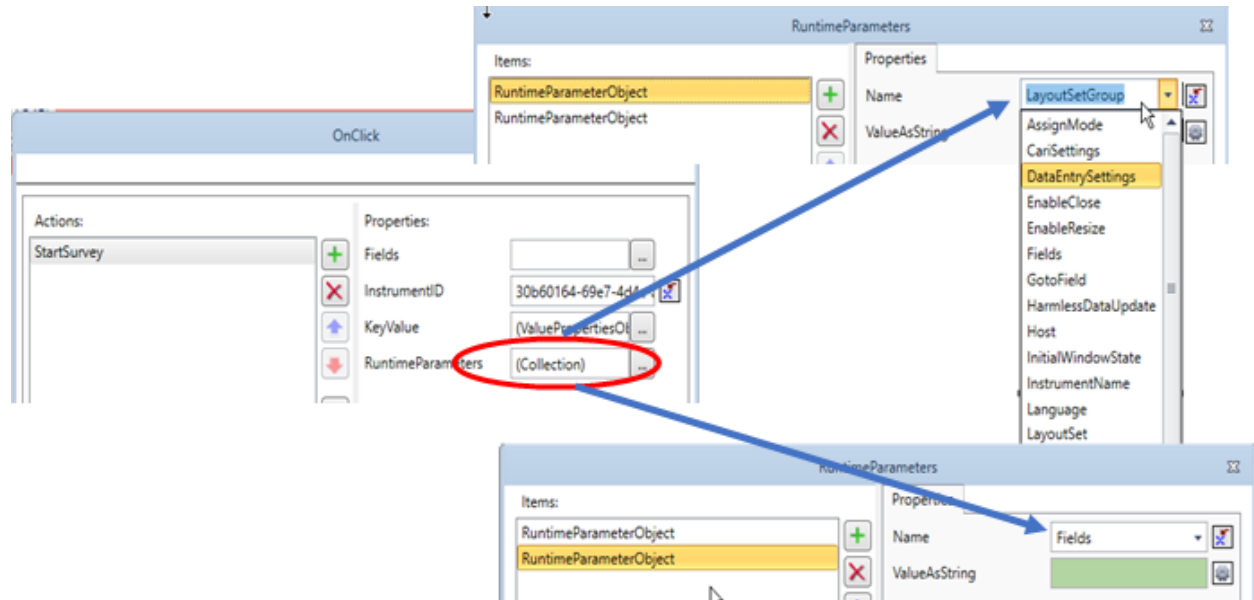 RuntimeParameters
Items:
RuntimeParameterObject
RuntimeParameterObject
Properties
Name
LayoutSetGroup
ValueAsString
AssignMode
CariSettings
DataEntrySettings
EnableClose
EnableResize
Fields
GotoField
HarmlessDataUpdate
Host
InitialWindowState
InstrumentName
Language
LayoutSet
OnClick
Actions:
StartSurvey
Properties:
Fields
...
InstrumentID
30b60164-69e7-4d4
KeyValue
(ValuePropertiesOb
...
RuntimeParameters
(Collection)
...
RuntimeParameters
Items:
RuntimeParameterObject
RuntimeParameterObject
Properties
Name
Fields
ValueAsString